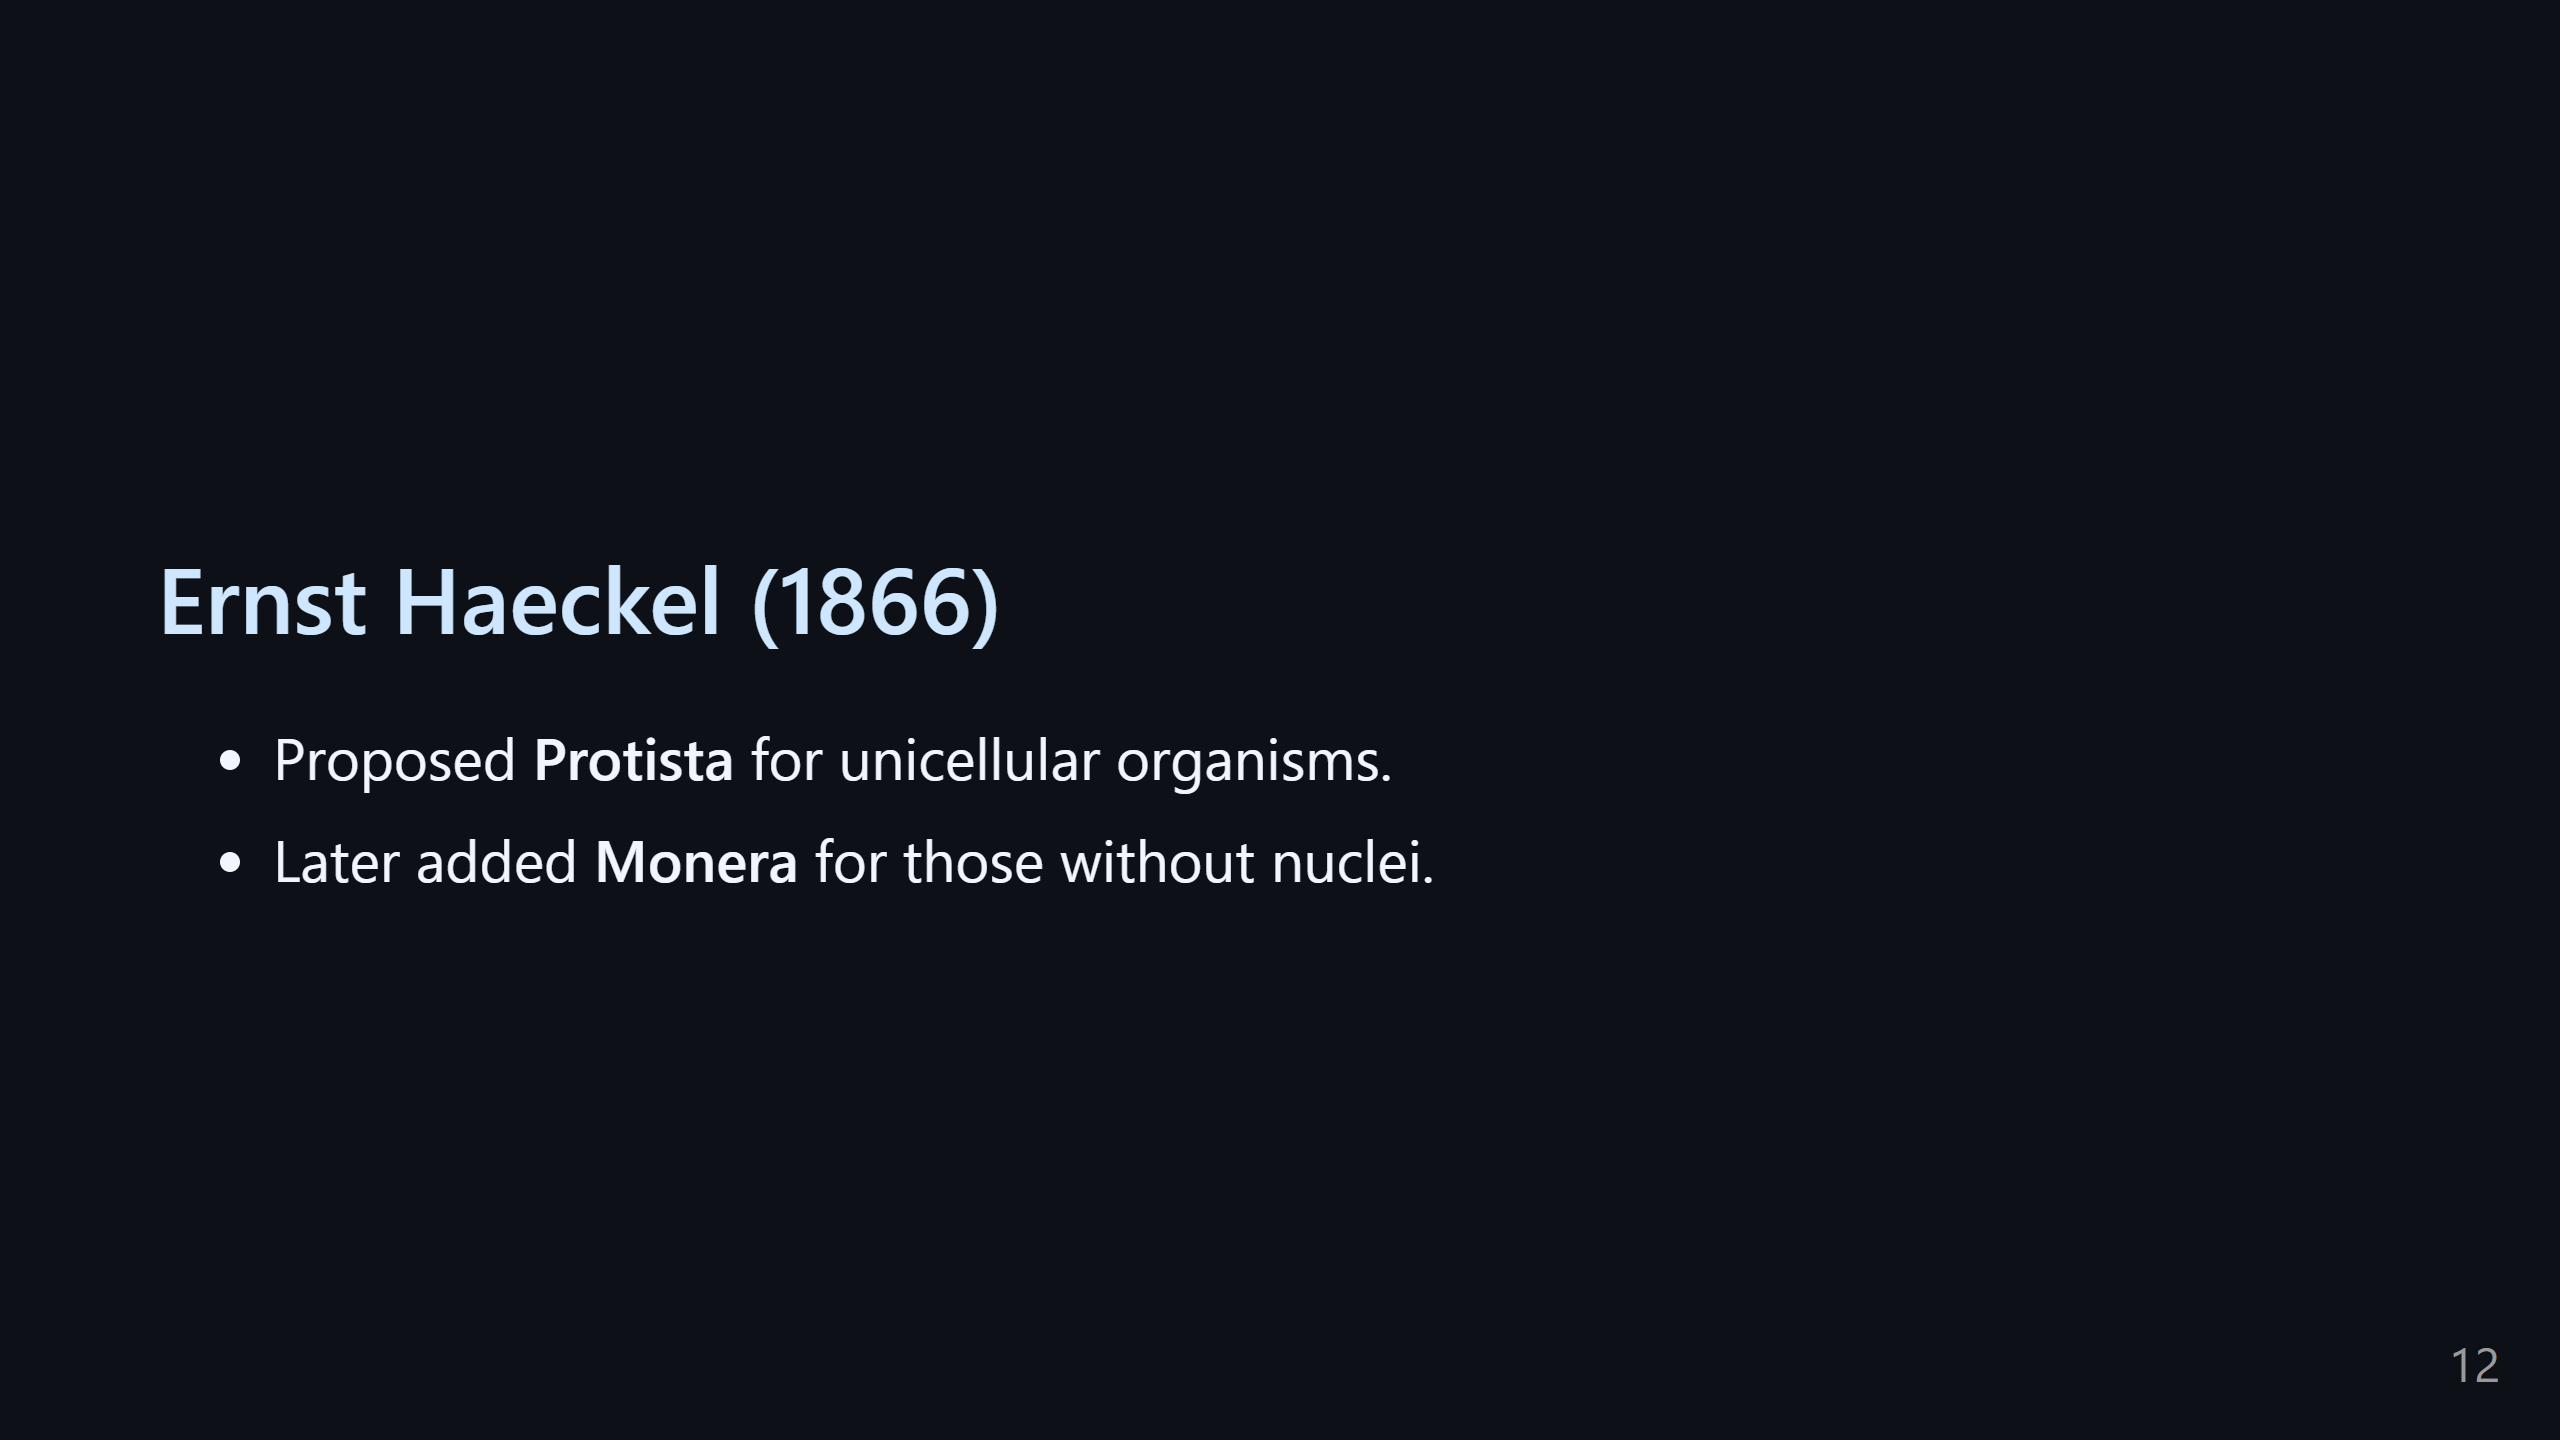 Ernst Haeckel (1866)
• Proposed Protista for unicellular organisms.
• Later added Monera for those without nuclei.
12